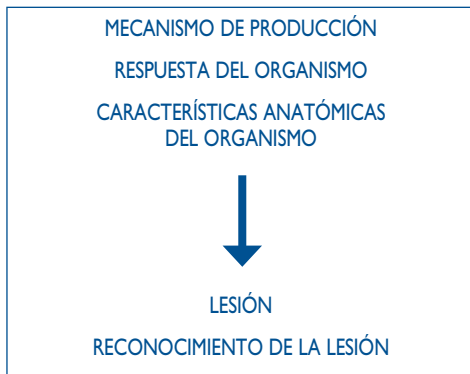 MECANISMO DE PRODUCCIÓN
RESPUESTA DEL ORGANISMO
CARACTERÍSTICAS ANATÓMICAS
DEL ORGANISMO
LESIÓN
RECONOCIMIENTO DE LA LESIÓN